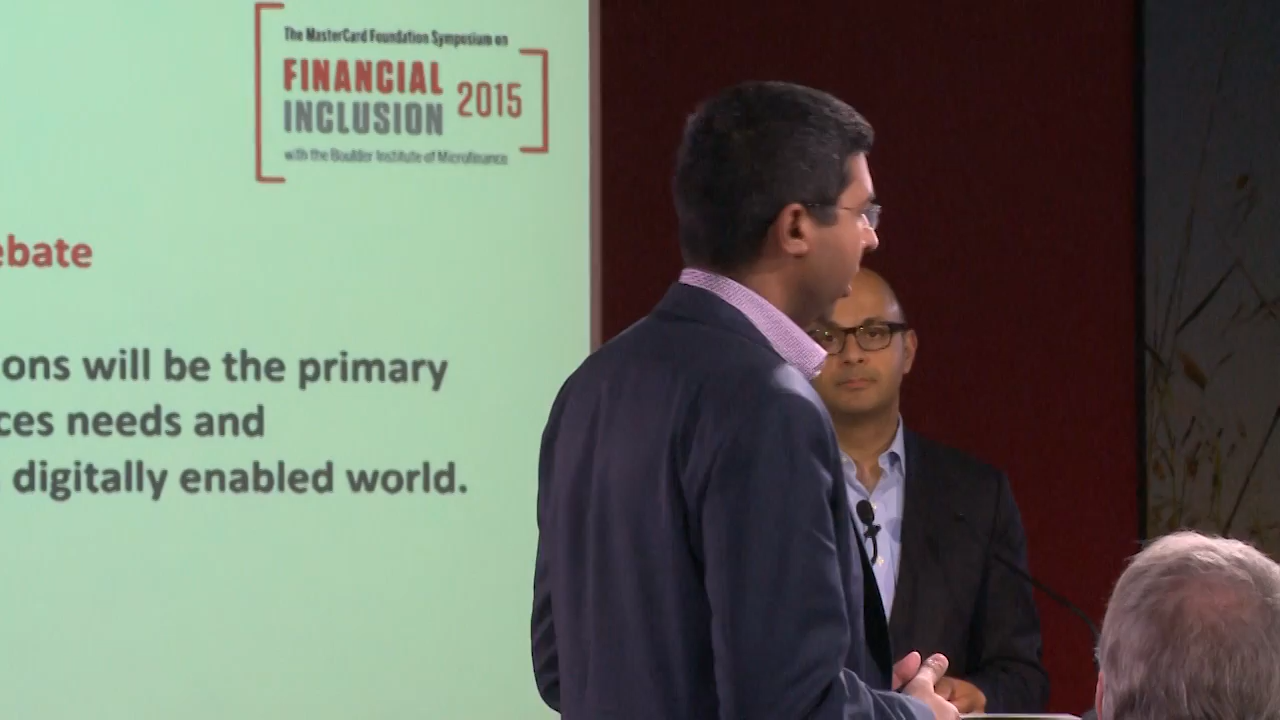 The MasterCard Foundation Symposium on
FINANCIAL
INCLUSION
2015
with the Boulder Institute of Microfinance
ebate
ons will be the primary
ces needs and
digitally enabled world.